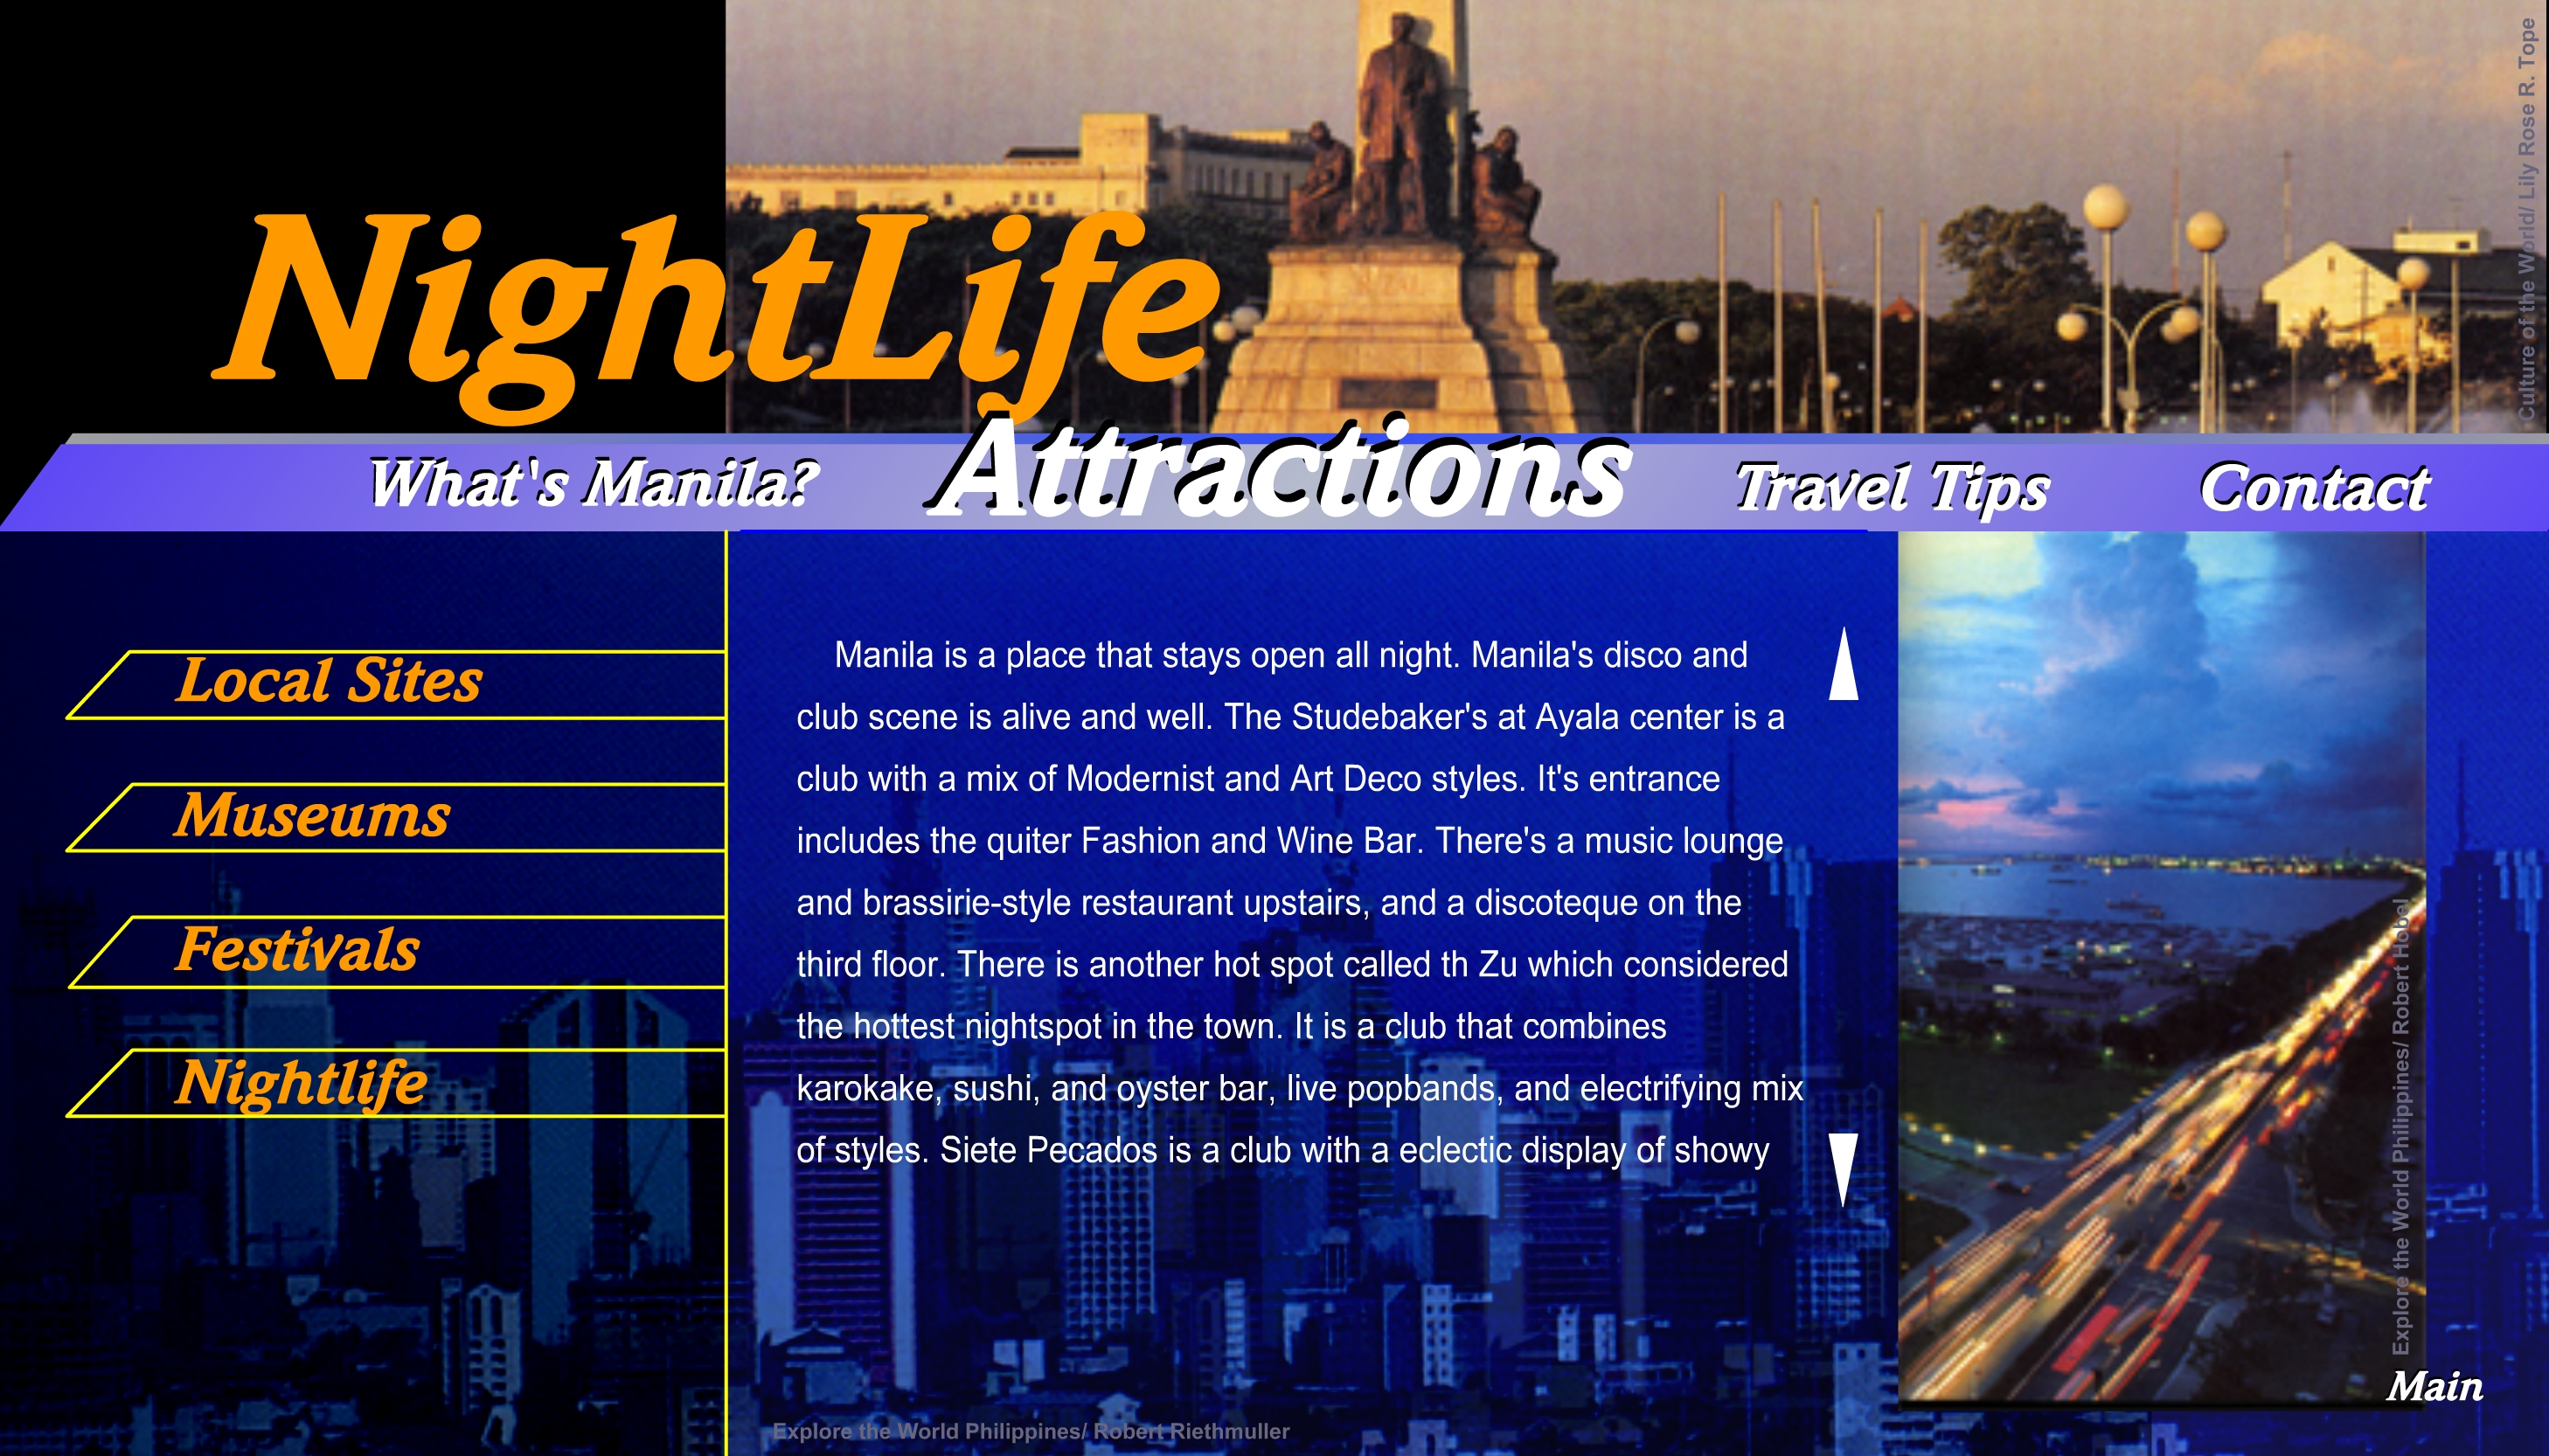 Culture of the World/ Lily Rose R. Tope
NightLife
What's Manila?
Attractions
Travel Tips
Contact
Local Sites
Museums
Festivals
Nightlife
Manila is a place that stays open all night. Manila's disco and
club scene is alive and well. The Studebaker's at Ayala center is a
club with a mix of Modernist and Art Deco styles. It's entrance
includes the quiter Fashion and Wine Bar. There's a music lounge
and brassirie-style restaurant upstairs, and a discoteque on the
third floor. There is another hot spot called th Zu which considered
the hottest nightspot in the town. It is a club that combines
karokake, sushi, and oyster bar, live popbands, and electrifying mix
of styles. Siete Pecados is a club with a eclectic display of showy
Explore the World Philippines/ Robert Hobel
Main
Explore the World Philippines/ Robert Riethmuller